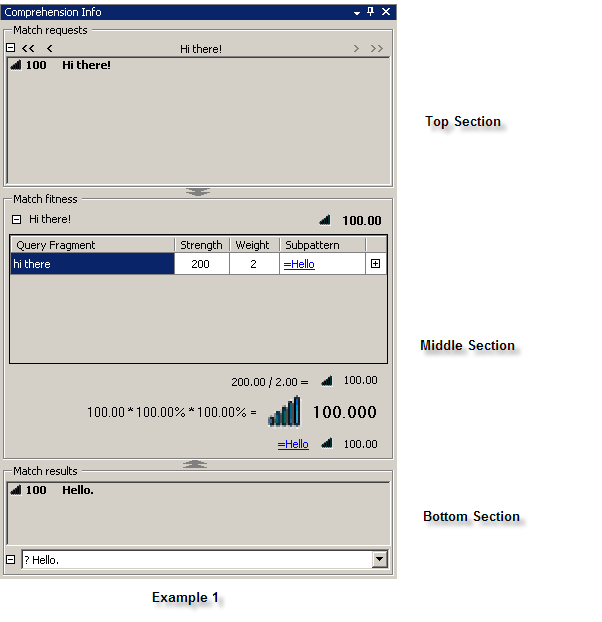 Comprehension Info
Match requests
<< < Hi there! > >>
100 Hi there!
Top Section
Match fitness
Hi there! 100.00
Query Fragment Strength Weight Subpattern
hi there 200 2 =Hello
Middle Section
200.00 / 2.00 = 100.00
100.00 * 100.00% * 100.00% = 100.000
=Hello 100.00
Match results
100 Hello.
Bottom Section
? Hello.
Example 1